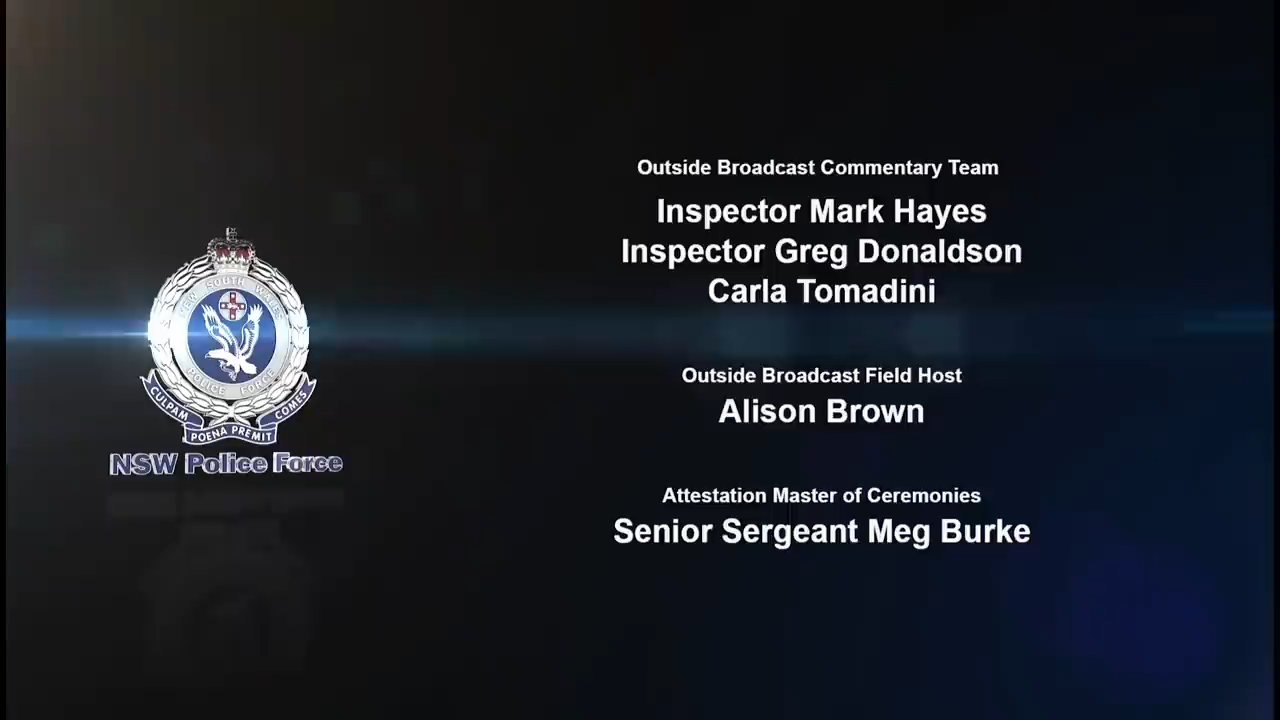 Outside Broadcast Commentary Team
Inspector Mark Hayes
Inspector Greg Donaldson
Carla Tomadini
Outside Broadcast Field Host
Alison Brown
Attestation Master of Ceremonies
Senior Sergeant Meg Burke
NEW SOUTH WALES
POLICE FORCE
CULPAM
POENA PREMIT
COMES
NSW Police Force